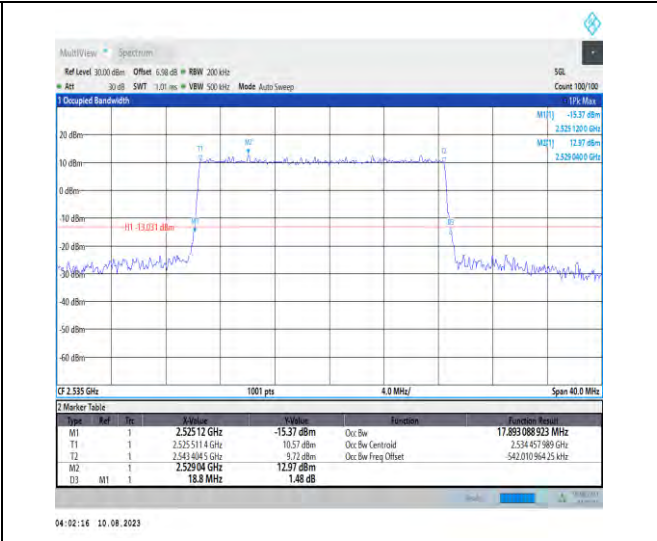 MultiView Spectrum
Ref Level 30.00 dBm Offset 6.98 dB RBW 200 kHz SGL
Att 30 dB SWT 1.01 ms VBW 500 kHz Mode Auto Sweep Count 100/100
1 Occupied Bandwidth 1Pk Max
M1[1] -15.37 dBm
2.525 1200 GHz
M2[1] 12.97 dBm
2.529 0400 GHz
20 dBm
T1 M2
10 dBm
0 dBm
-10 dBm
M1 D3
H1 -13.031 dBm
-20 dBm
-30 dBm
-40 dBm
-50 dBm
-60 dBm
CF 2.535 GHz 1001 pts 4.0 MHz/ Span 40.0 MHz
2 Marker Table
Type Ref Trc X-Value Y-Value Function Function Result
M1 1 2.525 12 GHz -15.37 dBm Occ Bw 17.893 088 923 MHz
T1 1 2.525 511 4 GHz 10.57 dBm Occ Bw Centroid 2.534 457 989 GHz
T2 1 2.543 404 5 GHz 9.72 dBm Occ Bw Freq Offset -542.010 964 25 kHz
M2 1 2.529 04 GHz 12.97 dBm
D3 M1 1 18.8 MHz 1.48 dB
04:02:16 10.08.2023